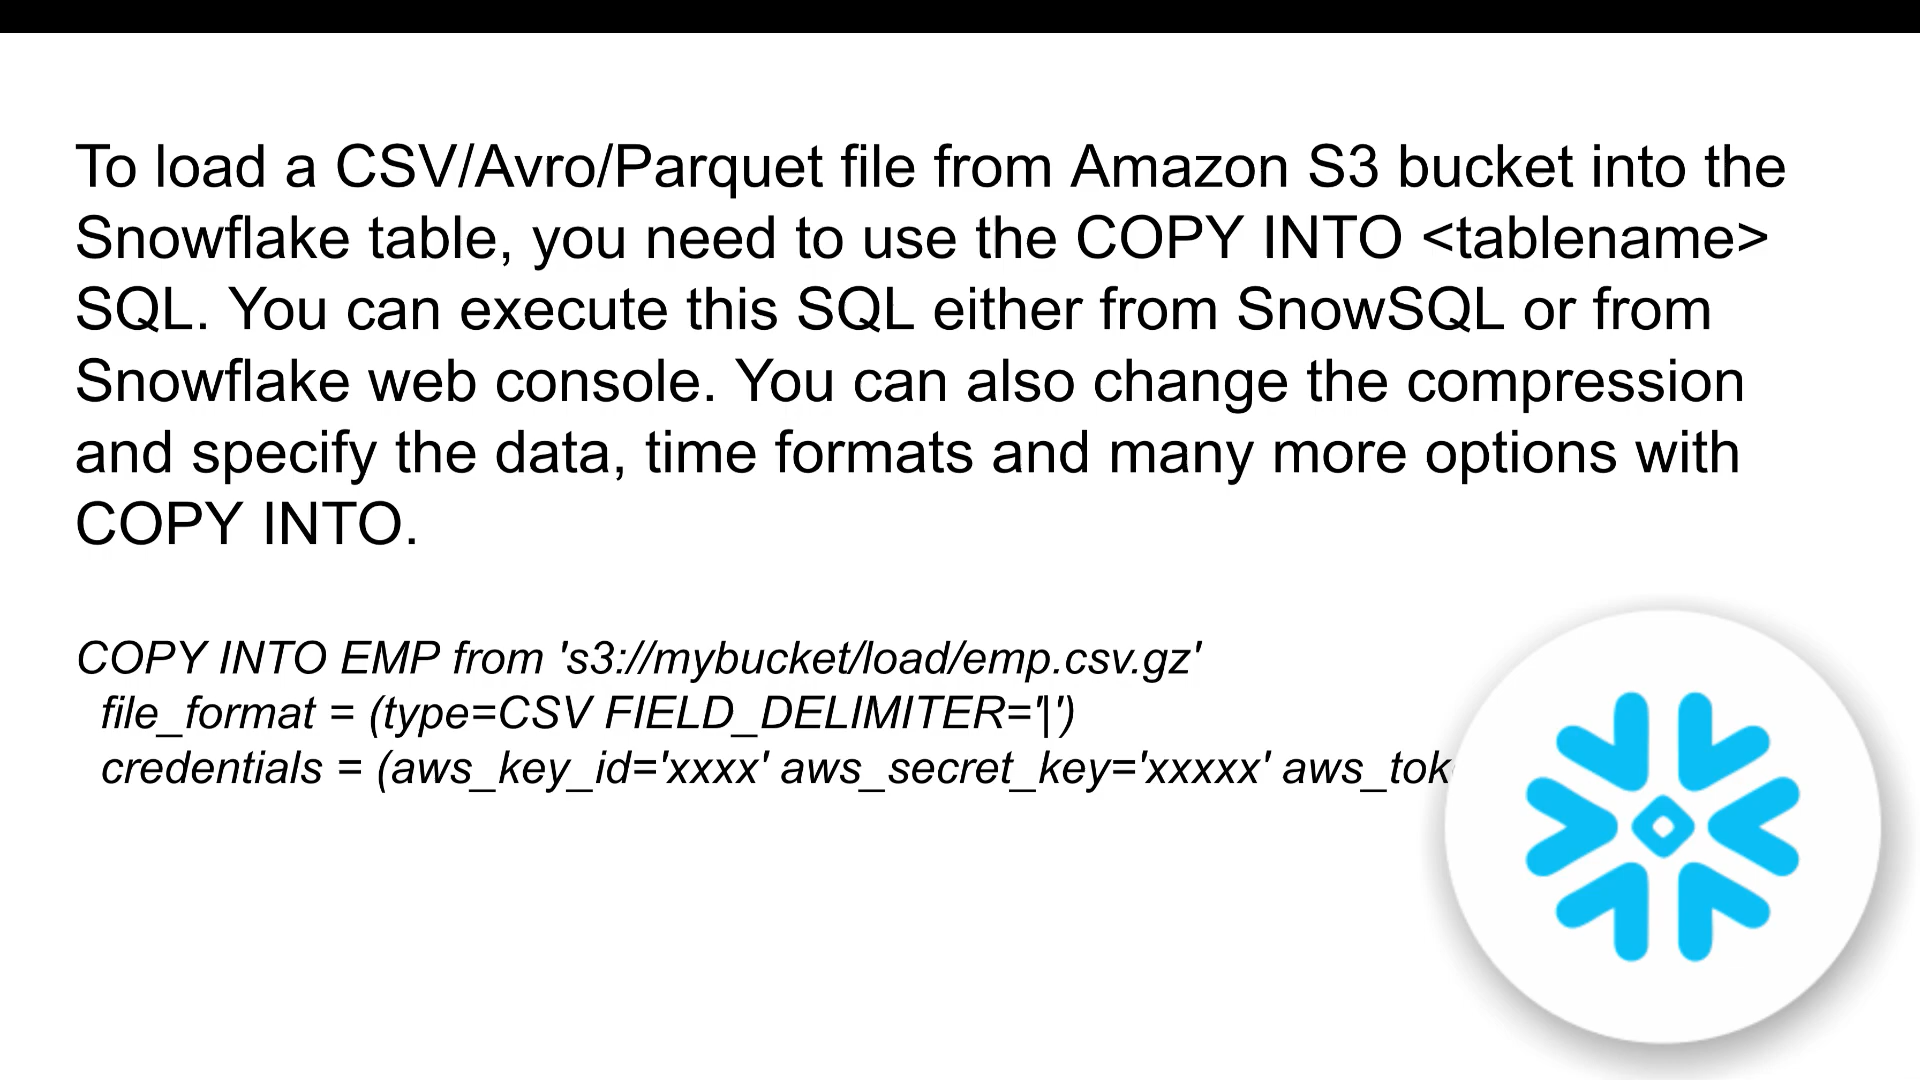 To load a CSV/Avro/Parquet file from Amazon S3 bucket into the
Snowflake table, you need to use the COPY INTO <tablename>
SQL. You can execute this SQL either from SnowSQL or from
Snowflake web console. You can also change the compression
and specify the data, time formats and many more options with
COPY INTO.
COPY INTO EMP from 's3://mybucket/load/emp.csv.gz'
file_format = (type=CSV FIELD_DELIMITER='|')
credentials = (aws_key_id='xxxx' aws_secret_key='xxxxx'